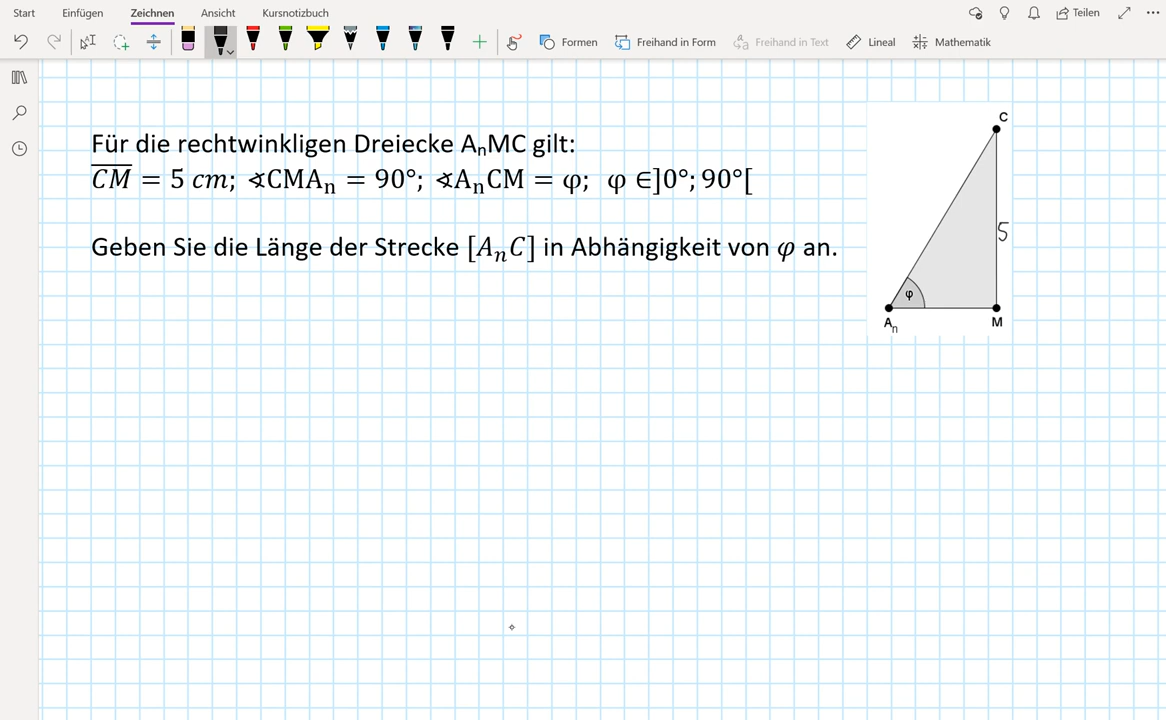 Start Einfügen Zeichnen Ansicht Kursnotizbuch Teilen
Formen Freihand in Form Freihand in Text Lineal Mathematik
Für die rechtwinkligen Dreiecke AₙMC gilt:
C̅M̅ = 5 cm; ∢CMAₙ = 90°; ∢AₙCM = φ; φ ∈]0°; 90°[
Geben Sie die Länge der Strecke [AₙC] in Abhängigkeit von φ an.
C
5
φ
Aₙ M